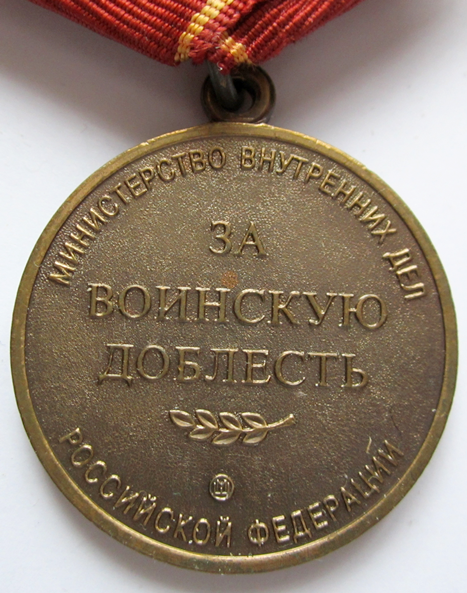 МИНИСТЕРСТВО ВНУТРЕННИХ ДЕЛ
ЗА
ВОИНСКУЮ
ДОБЛЕСТЬ
РОССИЙСКОЙ ФЕДЕРАЦИИ